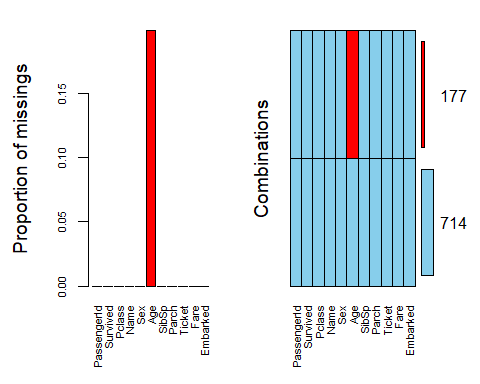 Proportion of missings
0.00
0.05
0.10
0.15
PassengerId
Survived
Pclass
Name
Sex
Age
SibSp
Parch
Ticket
Fare
Embarked
Combinations
PassengerId
Survived
Pclass
Name
Sex
Age
SibSp
Parch
Ticket
Fare
Embarked
177
714